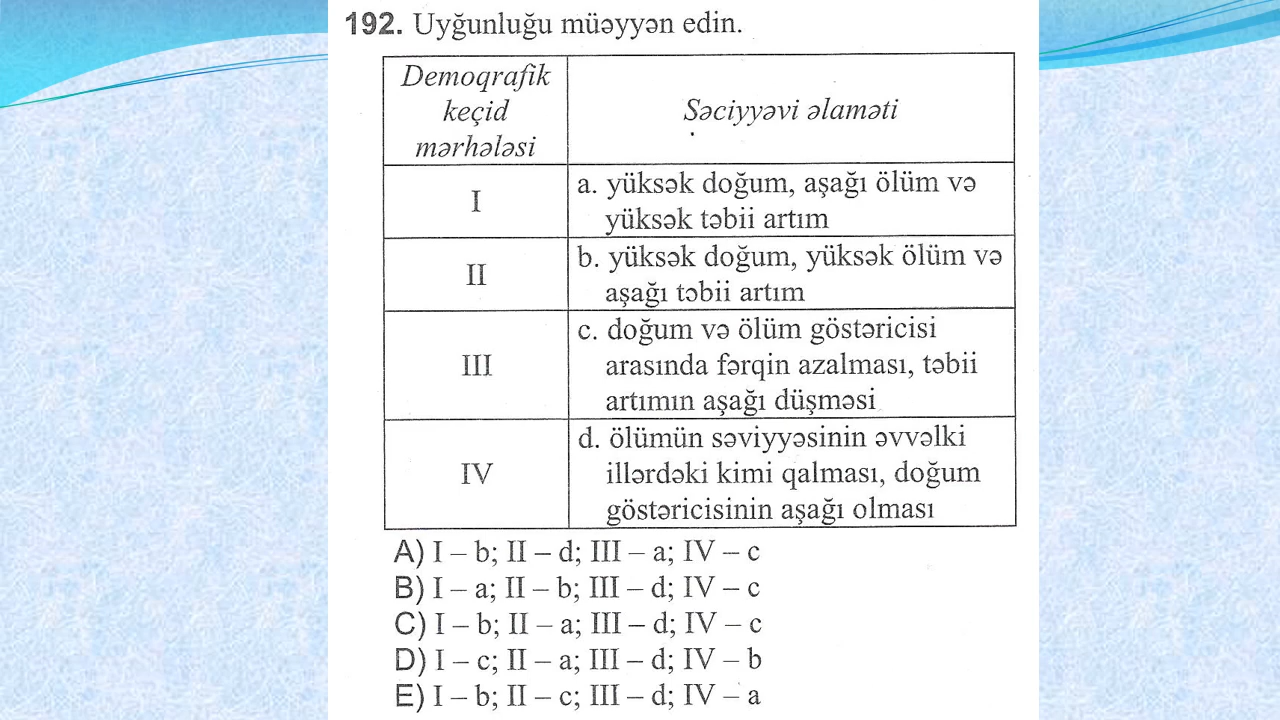 192. Uyğunluğu müəyyən edin.
Demoqrafik
keçid
mərhələsi
Səciyyəvi əlaməti
I
a. yüksək doğum, aşağı ölüm və
yüksək təbii artım
II
b. yüksək doğum, yüksək ölüm və
aşağı təbii artım
III
c. doğum və ölüm göstəricisi
arasında fərqin azalması, təbii
artımın aşağı düşməsi
IV
d. ölümün səviyyəsinin əvvəlki
illərdəki kimi qalması, doğum
göstəricisinin aşağı olması
A) I – b; II – d; III – a; IV – c
B) I – a; II – b; III – d; IV – c
C) I – b; II – a; III – d; IV – c
D) I – c; II – a; III – d; IV – b
E) I – b; II – c; III – d; IV – a